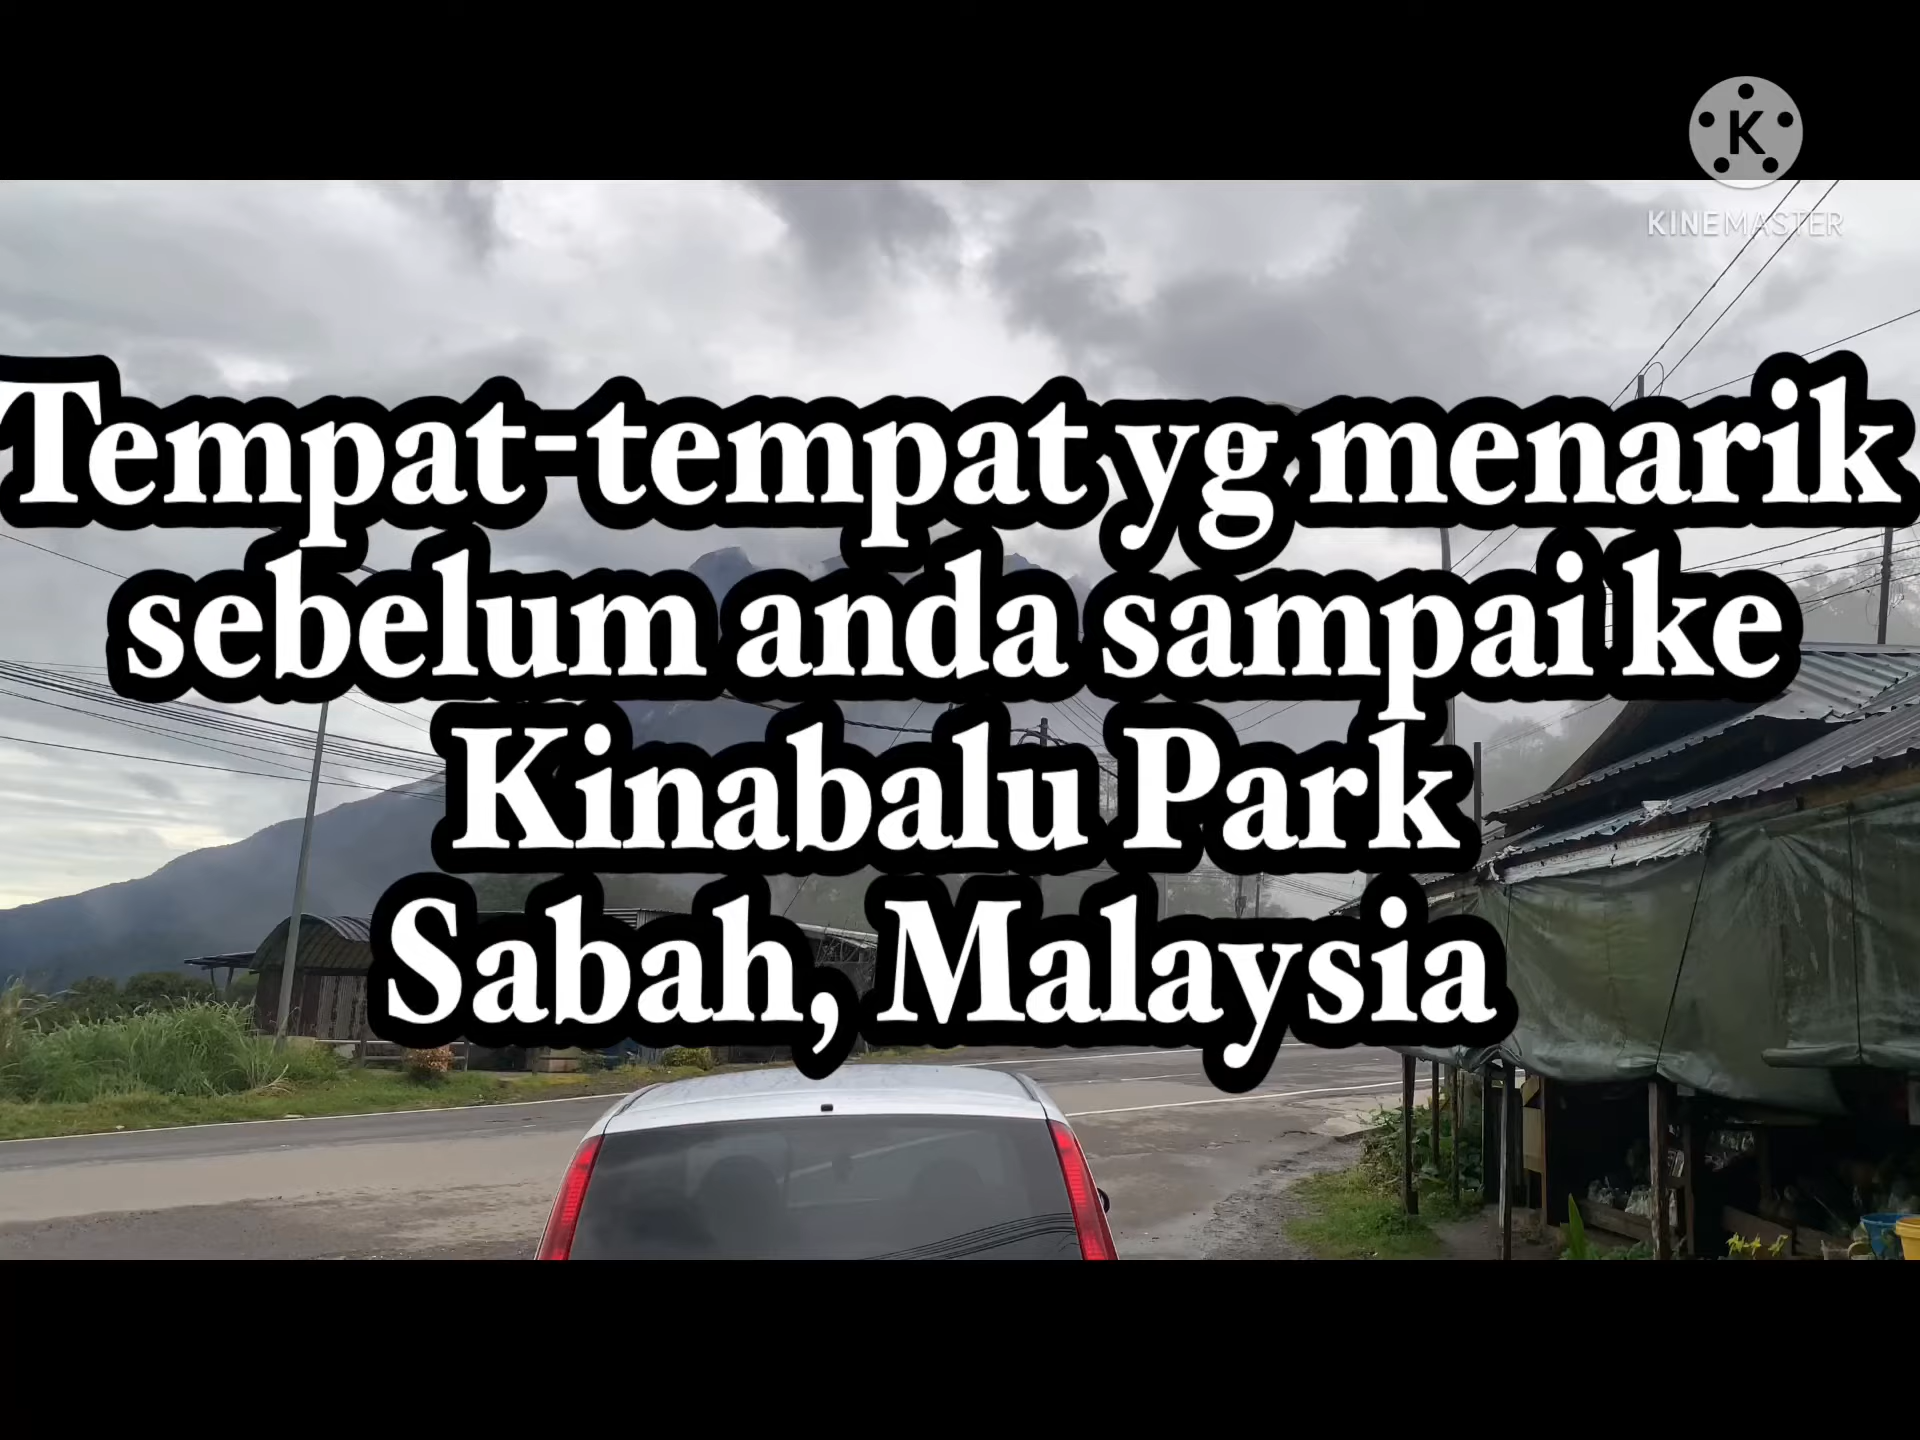 K
KINEMASTER
Tempat-tempat yg menarik
sebelum anda sampai ke
Kinabalu Park
Sabah, Malaysia